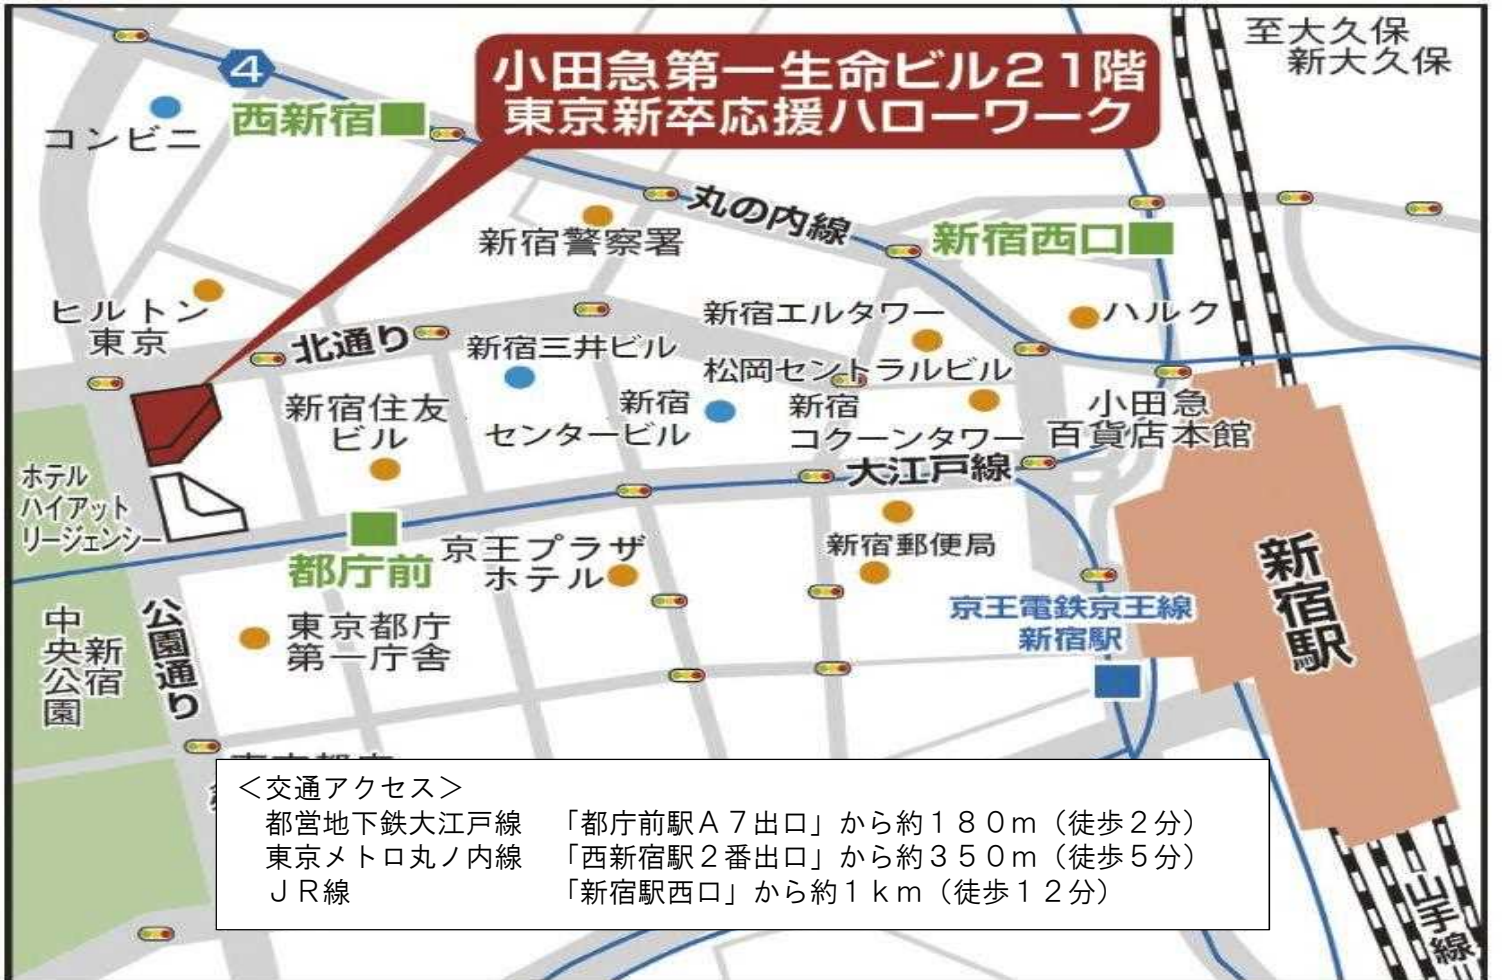 至大久保
新大久保
4
小田急第一生命ビル21階
東京新卒応援ハローワーク
コンビニ
西新宿
丸の内線
新宿警察署
新宿西口
ヒルトン
東京
北通り
新宿三井ビル
新宿エルタワー
ハルク
松岡セントラルビル
新宿住友
ビル
新宿
センタービル
新宿
コクーンタワー
小田急
百貨店本館
大江戸線
ホテル
ハイアット
リージェンシー
都庁前
京王プラザ
ホテル
新宿郵便局
新宿駅
京王電鉄京王線
新宿駅
新宿
中央公園
公園通り
東京都庁
第一庁舎
＜交通アクセス＞
都営地下鉄大江戸線　「都庁前駅Ａ７出口」から約１８０ｍ（徒歩２分）
東京メトロ丸ノ内線　「西新宿駅２番出口」から約３５０ｍ（徒歩５分）
ＪＲ線　「新宿駅西口」から約１ｋｍ（徒歩１２分）
山手線